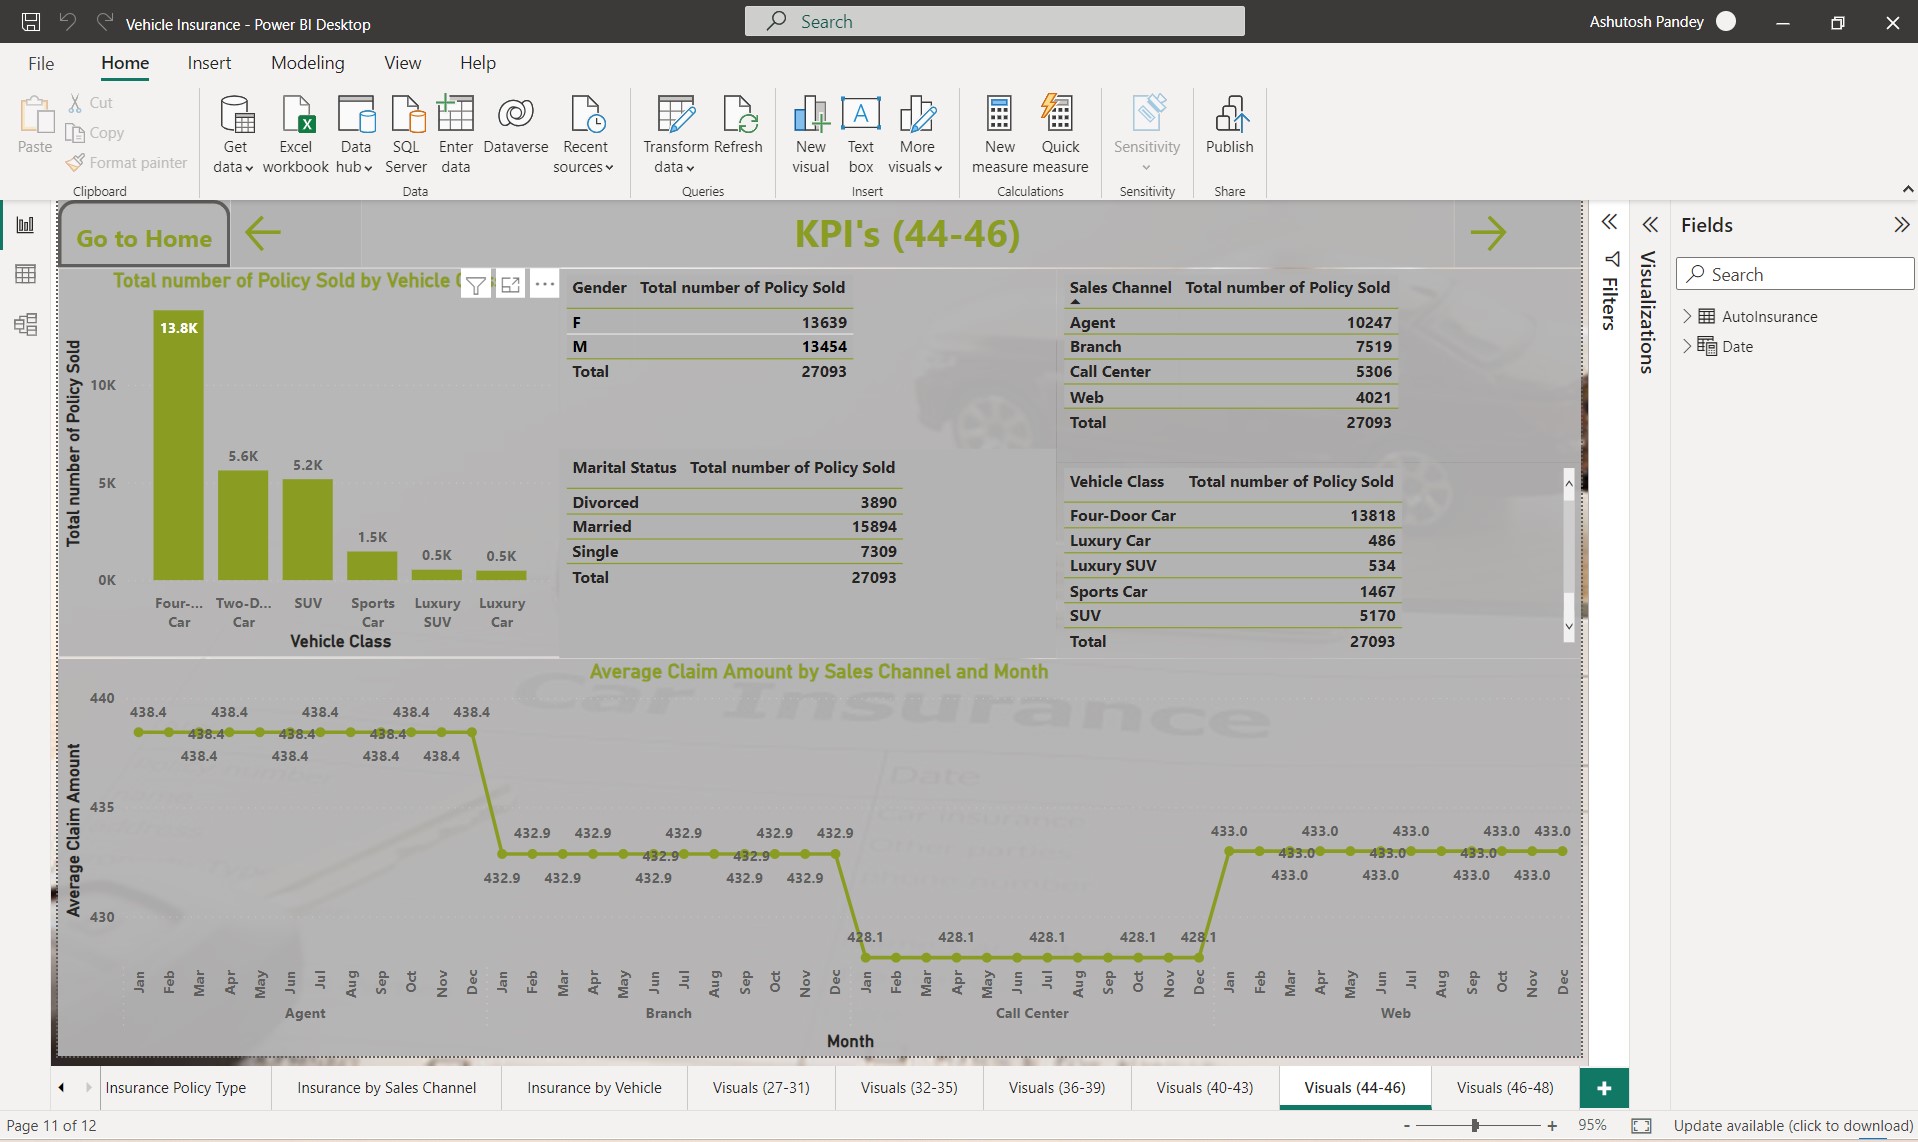 Vehicle Insurance - Power BI Desktop
Search
Ashutosh Pandey
File Home Insert Modeling View Help
Paste
Cut
Copy
Format painter
Clipboard
Get data
Excel workbook
Data hub
SQL Server
Enter data
Dataverse
Recent sources
Data
Transform data
Refresh
Queries
New visual
Text box
More visuals
Insert
New measure
Quick measure
Calculations
Sensitivity
Sensitivity
Publish
Share
Go to Home
KPI's (44-46)
Total number of Policy Sold by Vehicle
Total number of Policy Sold
10K
5K
0K
13.8K
5.6K
5.2K
1.5K
0.5K
0.5K
Four-... Car
Two-D... Car
SUV
Sports Car
Luxury SUV
Luxury Car
Vehicle Class
Gender Total number of Policy Sold
F 13639
M 13454
Total 27093
Marital Status Total number of Policy Sold
Divorced 3890
Married 15894
Single 7309
Total 27093
Sales Channel Total number of Policy Sold
Agent 10247
Branch 7519
Call Center 5306
Web 4021
Total 27093
Vehicle Class Total number of Policy Sold
Four-Door Car 13818
Luxury Car 486
Luxury SUV 534
Sports Car 1467
SUV 5170
Total 27093
Average Claim Amount by Sales Channel and Month
Car Insurance
Date
Average Claim Amount
440
435
430
438.4 438.4 438.4 438.4 438.4
438.4 438.4 438.4
438.4 438.4 438.4 438.4
432.9 432.9 432.9 432.9 432.9
432.9 432.9
432.9 432.9 432.9 432.9 432.9
428.1 428.1 428.1 428.1 428.1
433.0 433.0 433.0 433.0 433.0
433.0 433.0 433.0
433.0 433.0 433.0 433.0
Jan Feb Mar Apr May Jun Jul Aug Sep Oct Nov Dec Jan Feb Mar Apr May Jun Jul Aug Sep Oct Nov Dec Jan Feb Mar Apr May Jun Jul Aug Sep Oct Nov Dec Jan Feb Mar Apr May Jun Jul Aug Sep Oct Nov Dec
Agent Branch Call Center Web
Month
Filters
Visualizations
Fields
Search
AutoInsurance
Date
Insurance Policy Type
Insurance by Sales Channel
Insurance by Vehicle
Visuals (27-31)
Visuals (32-35)
Visuals (36-39)
Visuals (40-43)
Visuals (44-46)
Visuals (46-48)
+
Page 11 of 12
- + 95%
Update available (click to download)